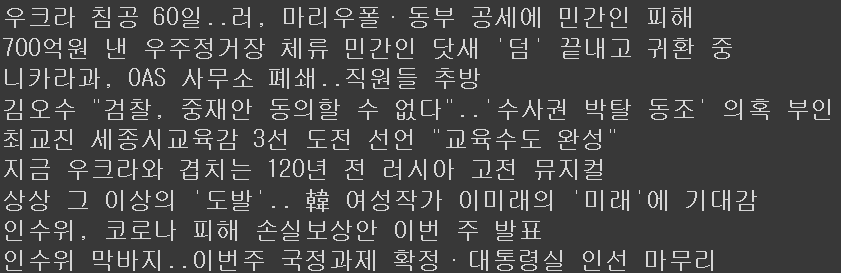 우크라 침공 60일..러, 마리우폴·동부 공세에 민간인 피해
700억원 낸 우주정거장 체류 민간인 닷새 '덤' 끝내고 귀환 중
니카라과, OAS 사무소 폐쇄..직원들 추방
김오수 "검찰, 중재안 동의할 수 없다"..'수사권 박탈 동조' 의혹 부인
최교진 세종시교육감 3선 도전 선언 "교육수도 완성"
지금 우크라와 겹치는 120년 전 러시아 고전 뮤지컬
상상 그 이상의 '도발'.. 韓 여성작가 이미래의 '미래'에 기대감
인수위, 코로나 피해 손실보상안 이번 주 발표
인수위 막바지..이번주 국정과제 확정·대통령실 인선 마무리